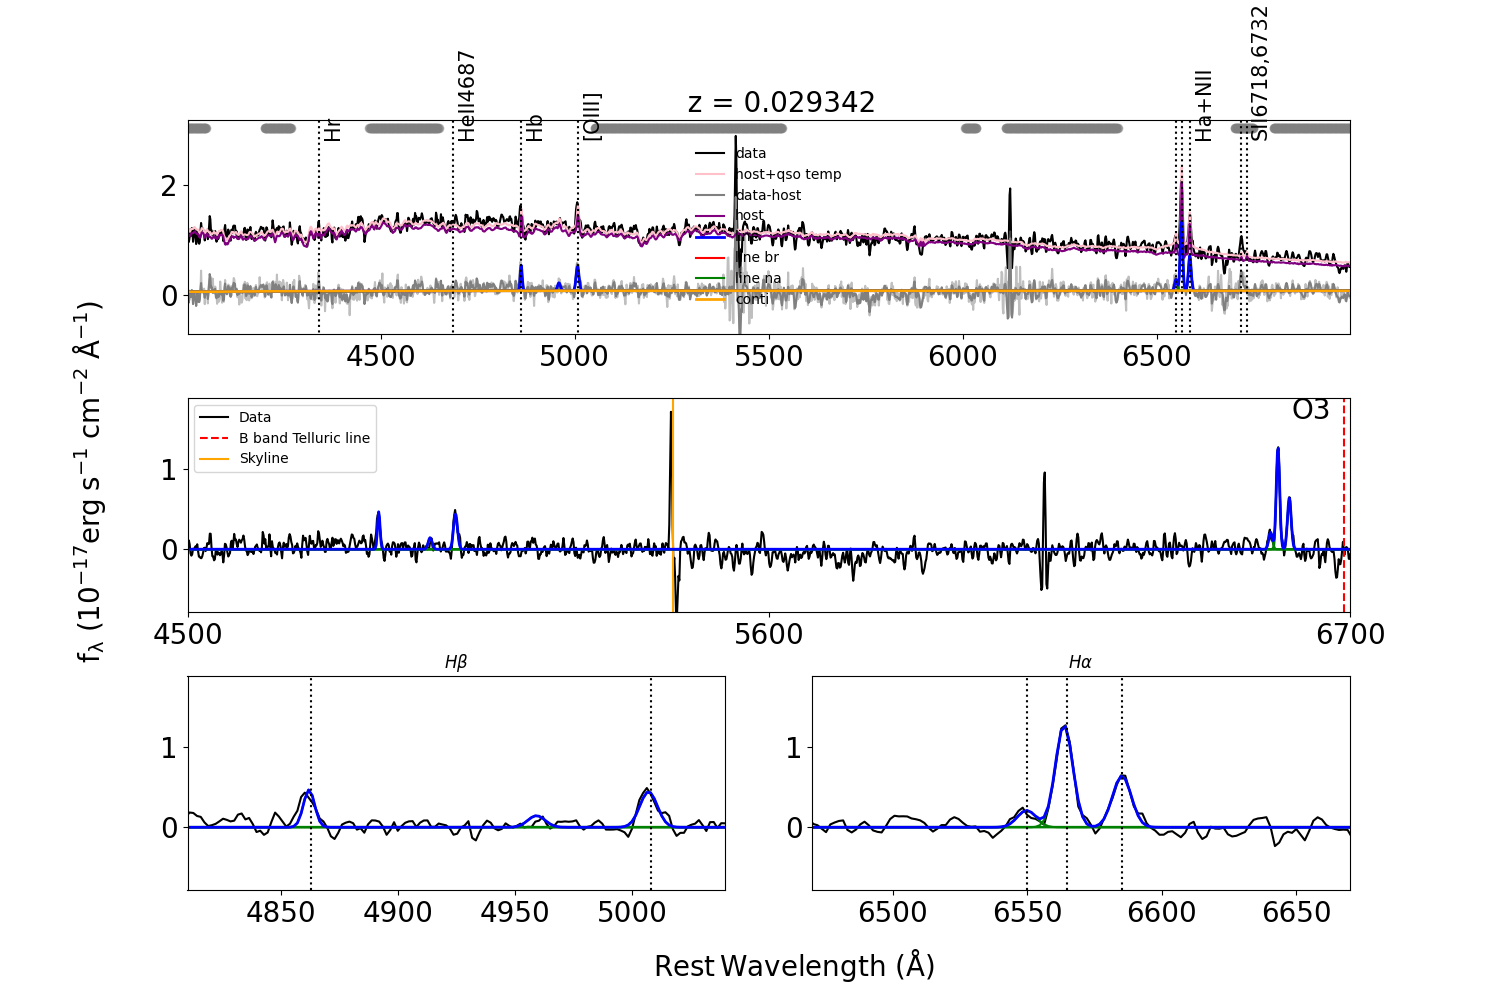 z = 0.029342
Hr
HeII4687
Hb
[OIII]
Ha+NII
SII6718,6732
data
host+qso temp
data-host
host
line br
line na
conti
2
0
4500 5000 5500 6000 6500
Data
B band Telluric line
Skyline
O3
1
0
4500 5600 6700
fλ (10−17erg s−1 cm−2 Å−1)
Hβ
1
0
4850 4900 4950 5000
Hα
1
0
6500 6550 6600 6650
Rest Wavelength (Å)